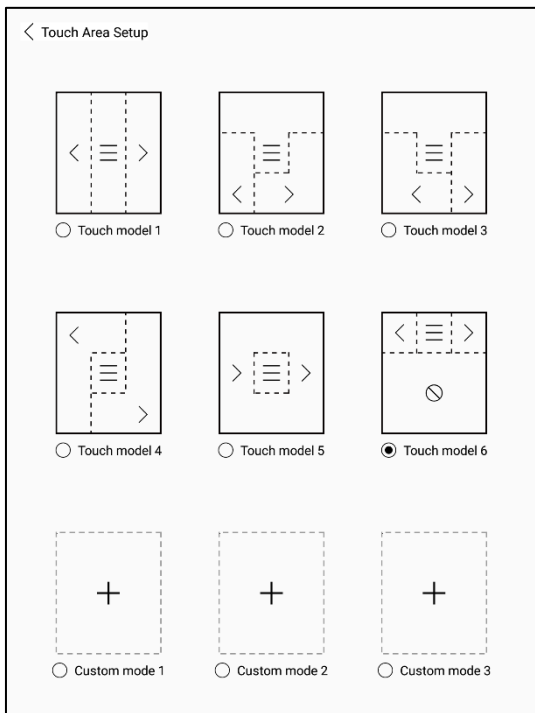 Touch Area Setup
Touch model 1
Touch model 2
Touch model 3
Touch model 4
Touch model 5
Touch model 6
Custom mode 1
Custom mode 2
Custom mode 3